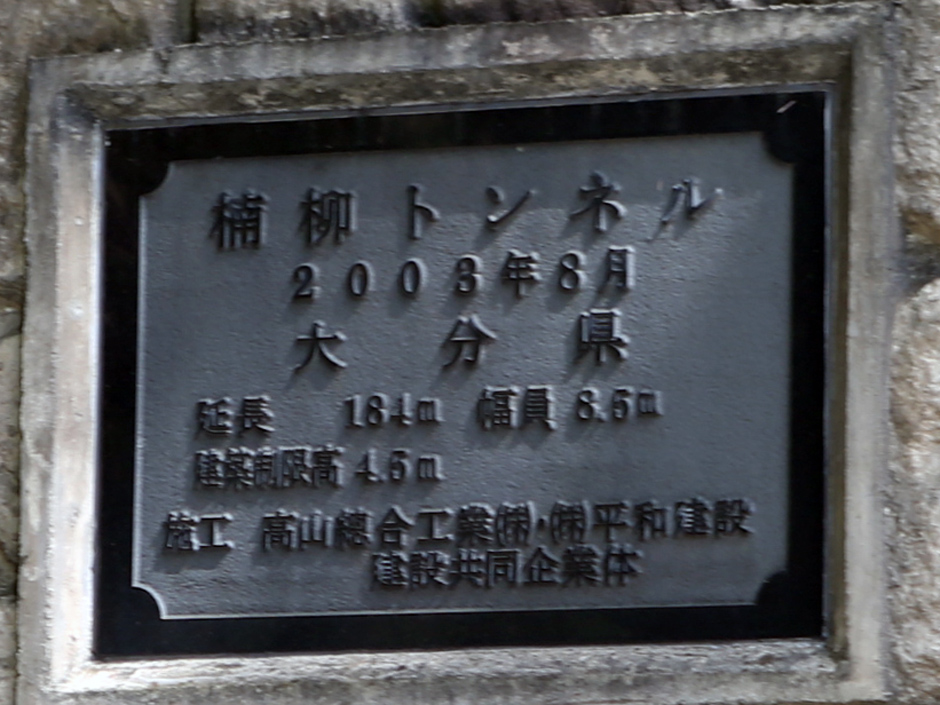 楠柳トンネル
2003年8月
大分県
延長 184m 幅員 8.5m
建築制限高 4.5m
施工 高山總合工業㈱・㈱平和建設
建設共同企業体